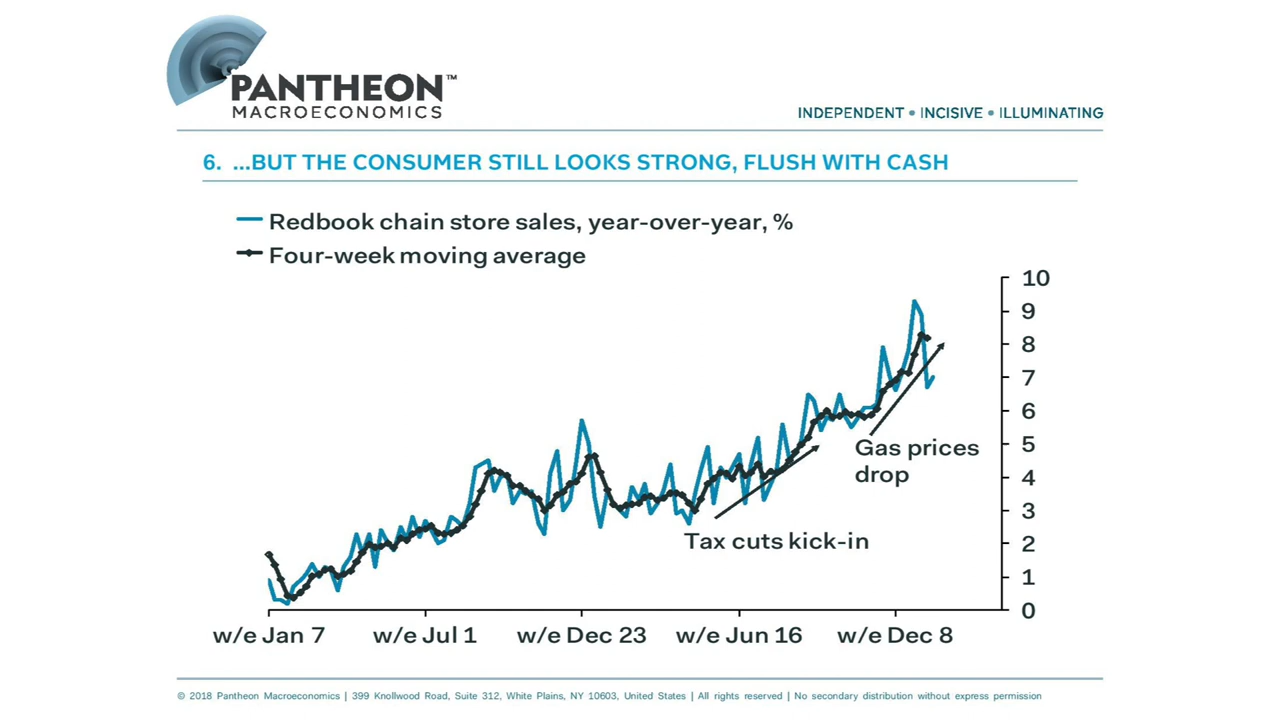 PANTHEON™
MACROECONOMICS
INDEPENDENT • INCISIVE • ILLUMINATING
6. ...BUT THE CONSUMER STILL LOOKS STRONG, FLUSH WITH CASH
Redbook chain store sales, year-over-year, %
Four-week moving average
10
9
8
7
6
5
4
3
2
1
0
Gas prices
drop
Tax cuts kick-in
w/e Jan 7 w/e Jul 1 w/e Dec 23 w/e Jun 16 w/e Dec 8
© 2018 Pantheon Macroeconomics | 399 Knollwood Road, Suite 312, White Plains, NY 10603, United States | All rights reserved | No secondary distribution without express permission